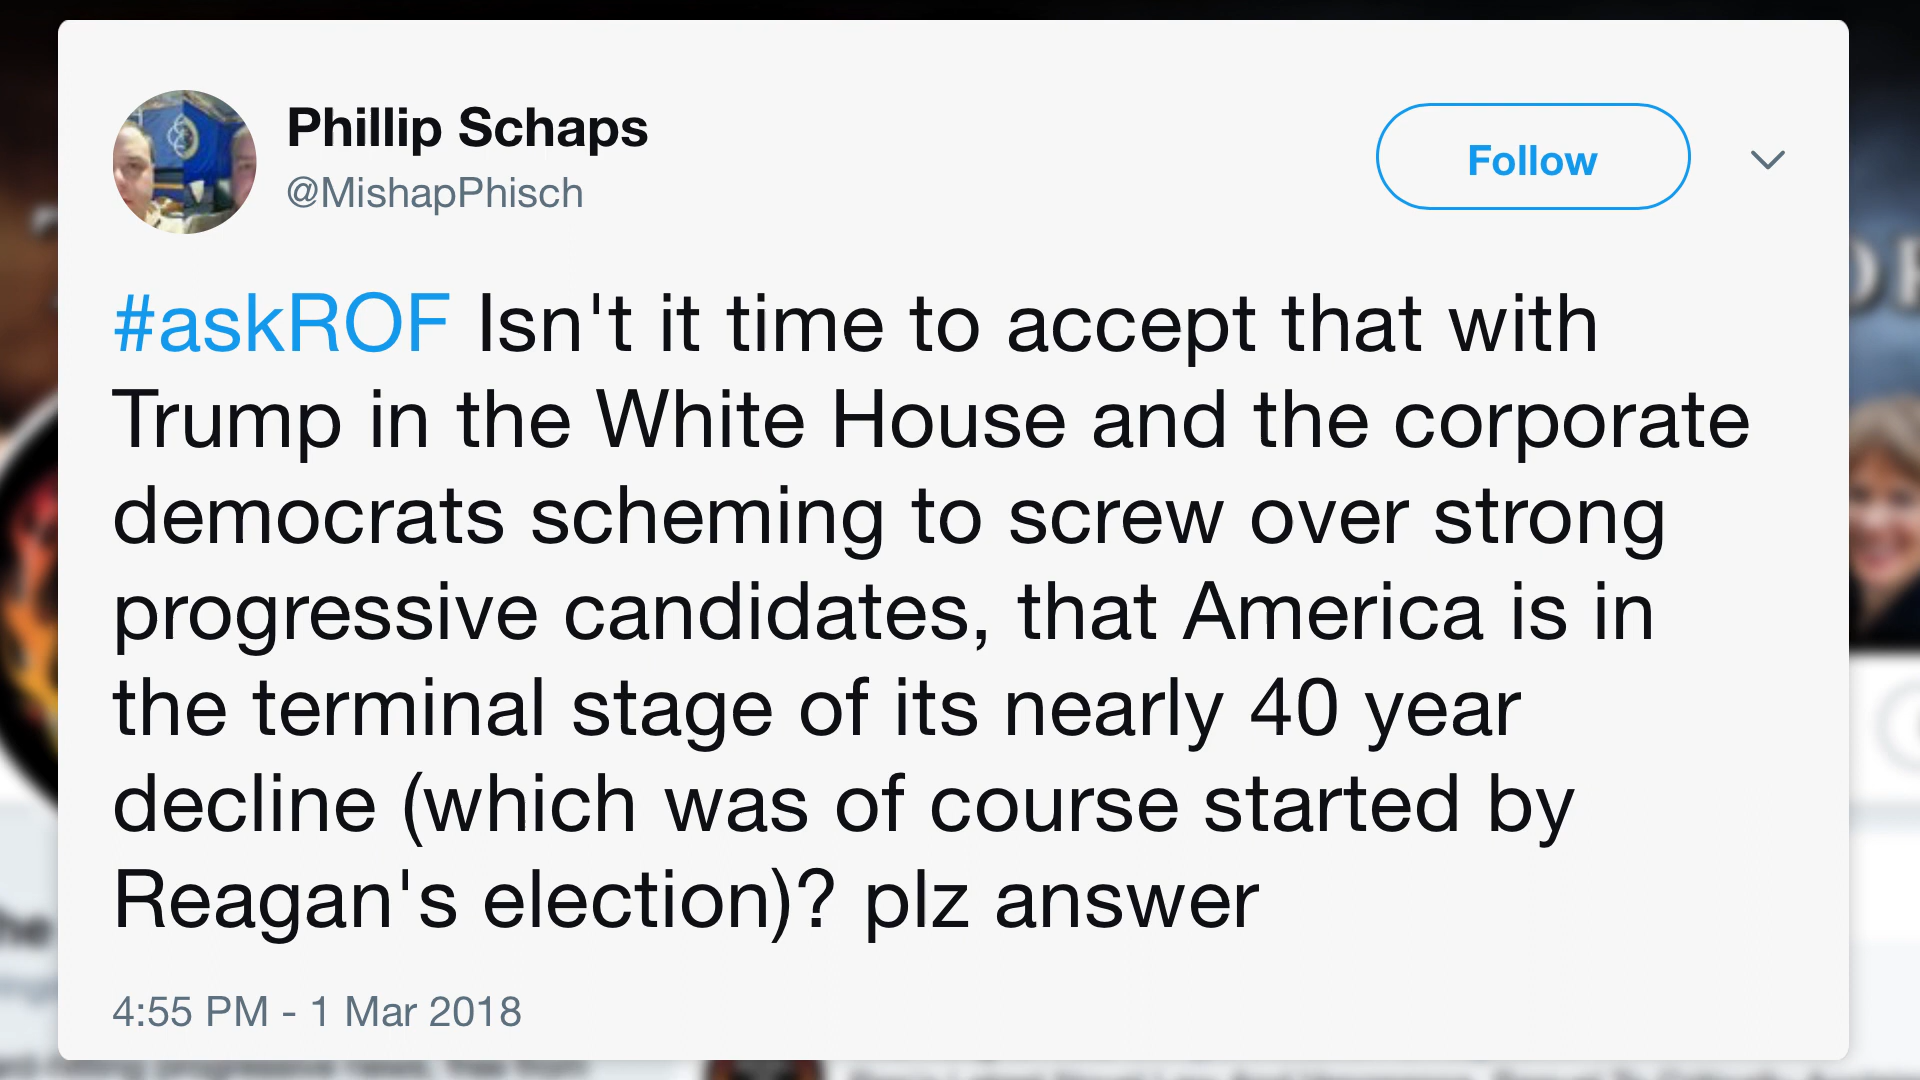 Phillip Schaps
@MishapPhisch
Follow
#askROF Isn't it time to accept that with
Trump in the White House and the corporate
democrats scheming to screw over strong
progressive candidates, that America is in
the terminal stage of its nearly 40 year
decline (which was of course started by
Reagan's election)? plz answer
4:55 PM - 1 Mar 2018